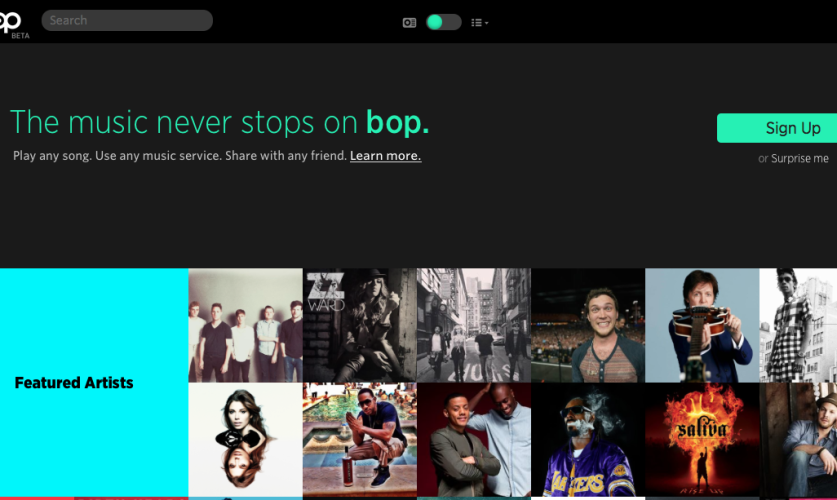 op
BETA
Search
The music never stops on bop.
Play any song. Use any music service. Share with any friend. Learn more.
Sign Up
or Surprise me
Featured Artists
ZZ
WARD
saliva